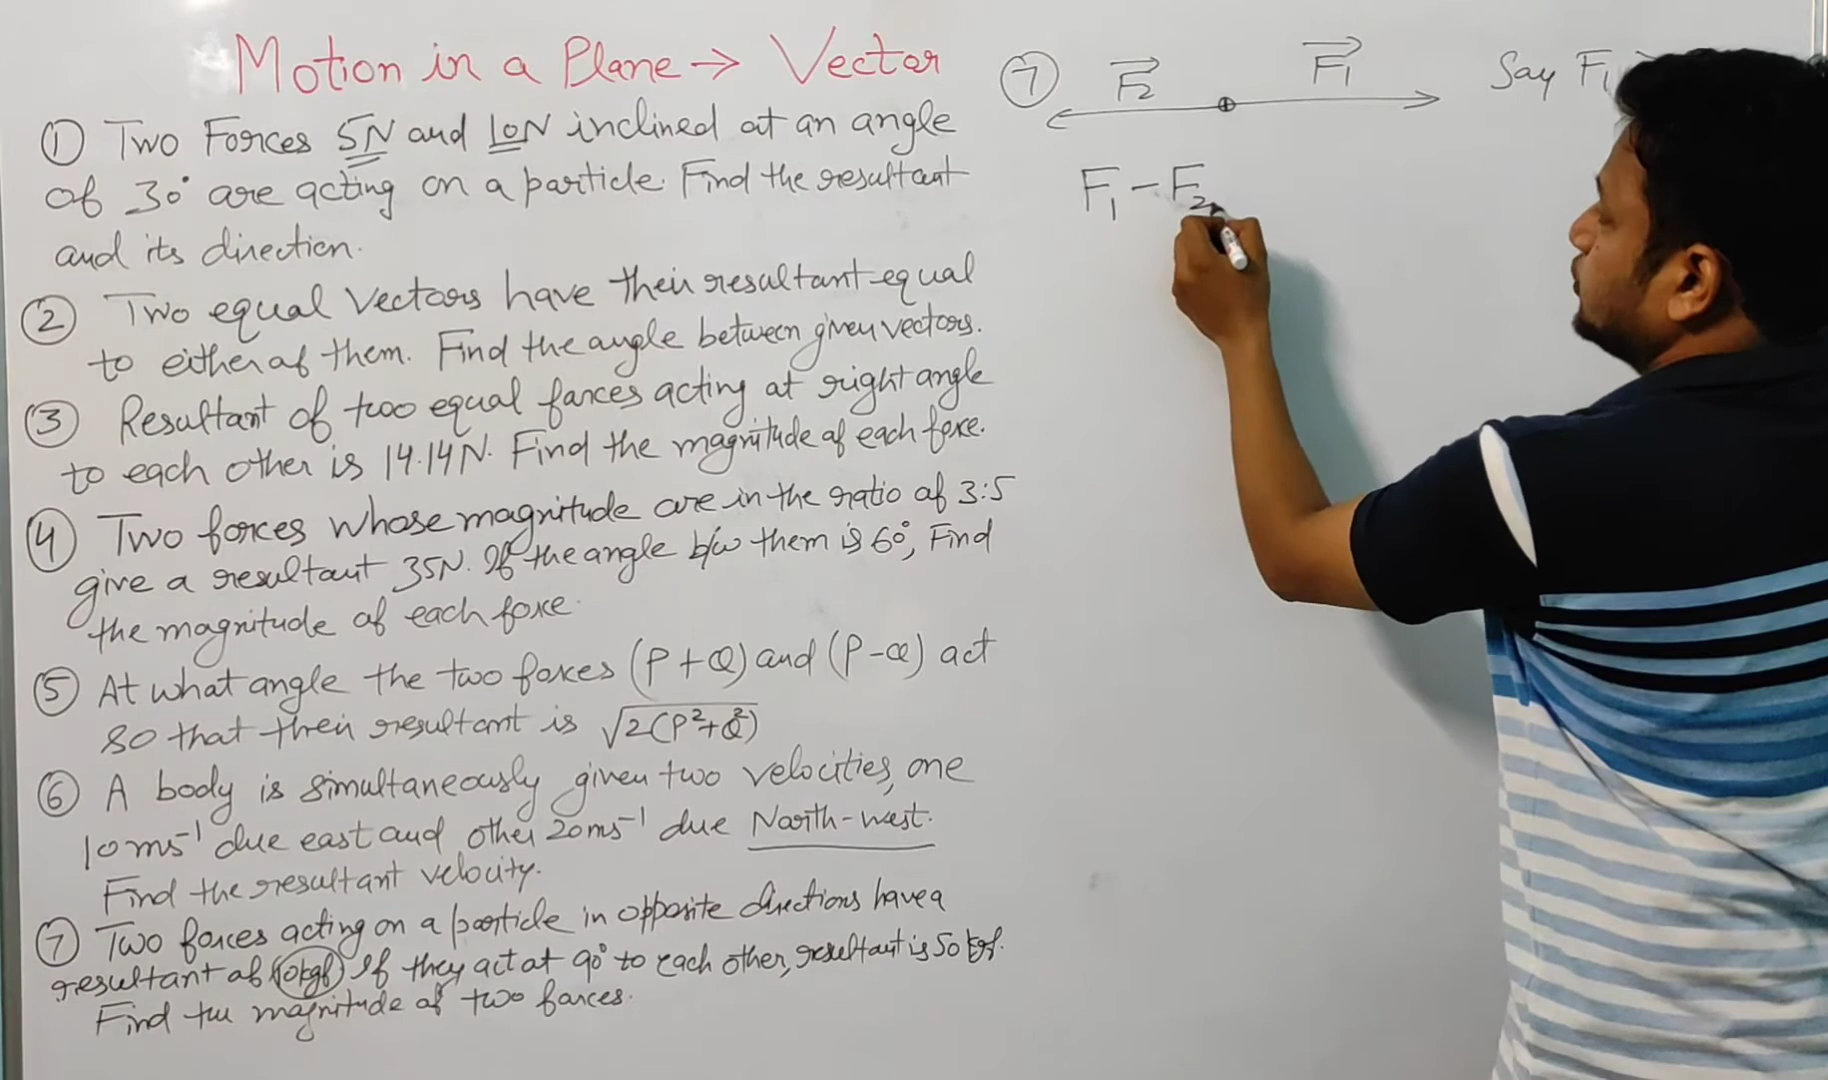 Motion in a Plane → Vector
① Two Forces 5N and 10N inclined at an angle
of 30° are acting on a particle. Find the resultant
and its direction.
② Two equal Vectors have their resultant equal
to either of them. Find the angle between given vectors.
③ Resultant of two equal forces acting at right angle
to each other is 14.14N. Find the magnitude of each force.
④ Two forces whose magnitude are in the ratio of 3:5
give a resultant 35N. If the angle b/w them is 60°, Find
the magnitude of each force.
⑤ At what angle the two forces (P+Q) and (P-Q) act
so that their resultant is √2(P²+Q²)
⑥ A body is simultaneously given two velocities, one
10ms⁻¹ due east and other 20ms⁻¹ due North-west.
Find the resultant velocity.
⑦ Two forces acting on a particle in opposite directions have a
resultant of 10kgf. If they act at 90° to each other, resultant is 50 kgf.
Find the magnitude of two forces.
⑦ F₂→ F₁→ Say F₁
F₁ - F₂